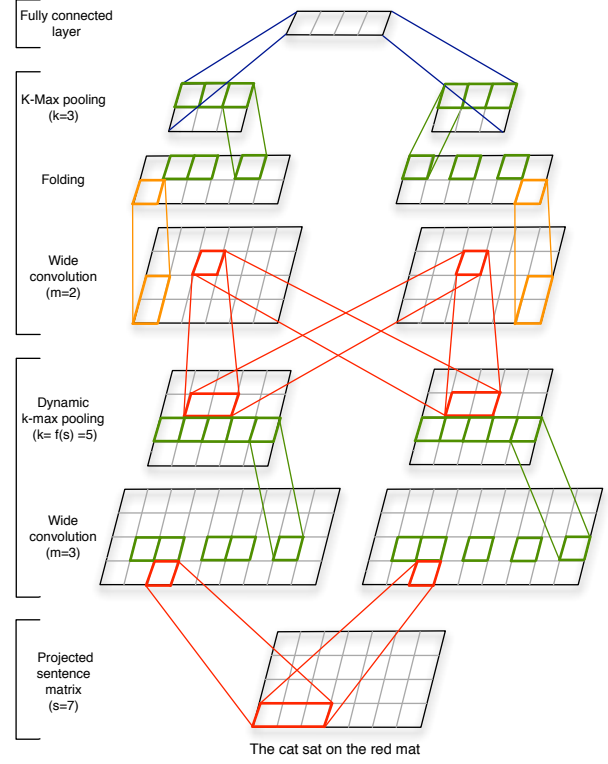 Fully connected
layer
K-Max pooling
(k=3)
Folding
Wide
convolution
(m=2)
Dynamic
k-max pooling
(k= f(s) =5)
Wide
convolution
(m=3)
Projected
sentence
matrix
(s=7)
The cat sat on the red mat